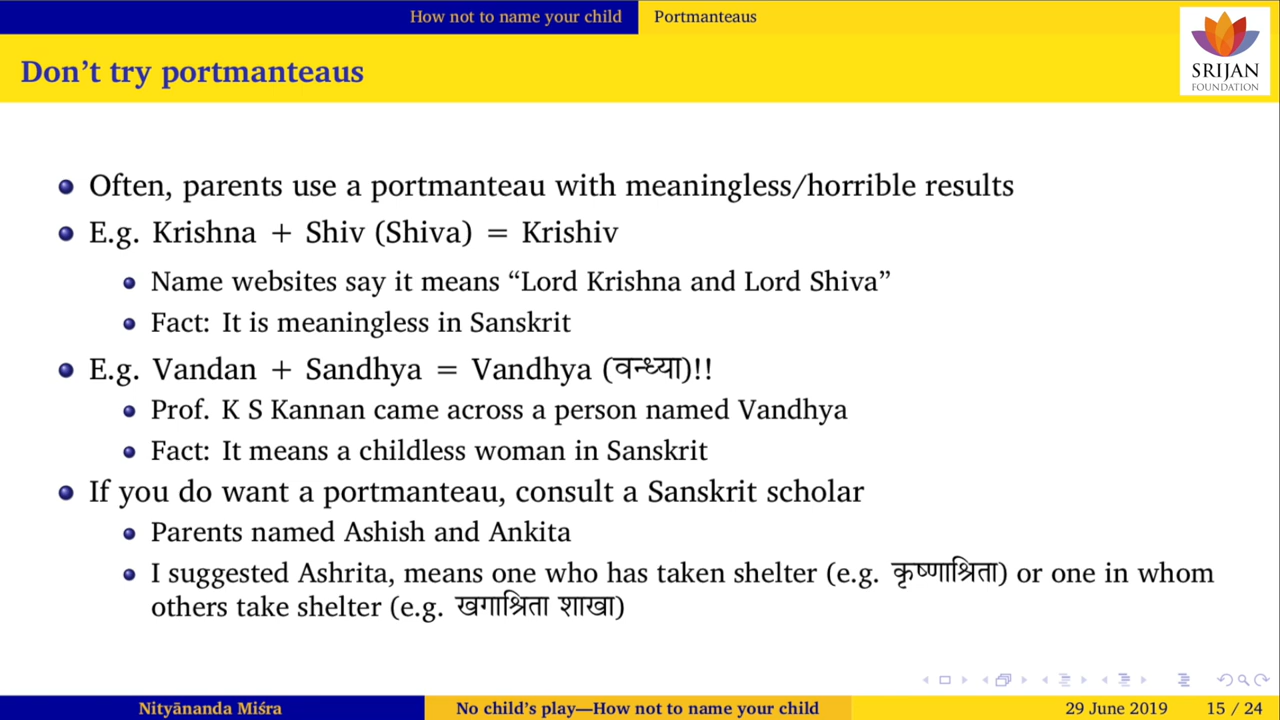 How not to name your child Portmanteaus
Don't try portmanteaus
SRIJAN
FOUNDATION
Often, parents use a portmanteau with meaningless/horrible results
E.g. Krishna + Shiv (Shiva) = Krishiv
Name websites say it means “Lord Krishna and Lord Shiva”
Fact: It is meaningless in Sanskrit
E.g. Vandan + Sandhya = Vandhya (वन्ध्या)!!
Prof. K S Kannan came across a person named Vandhya
Fact: It means a childless woman in Sanskrit
If you do want a portmanteau, consult a Sanskrit scholar
Parents named Ashish and Ankita
I suggested Ashrita, means one who has taken shelter (e.g. कृष्णाश्रिता) or one in whom
others take shelter (e.g. खगाश्रिता शाखा)
Nityānanda Miśra No child's play—How not to name your child 29 June 2019 15 / 24